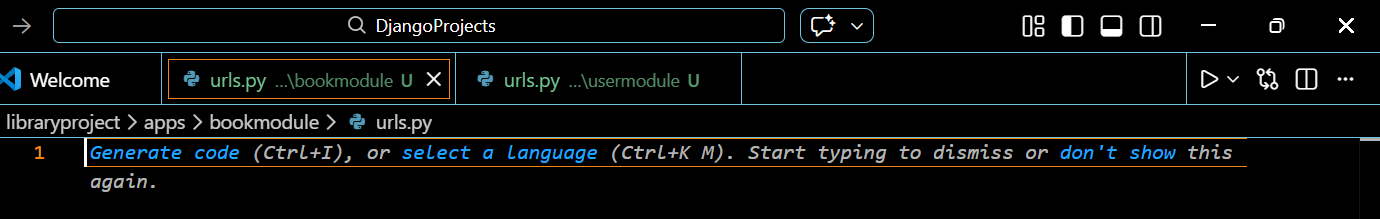 DjangoProjects
Welcome
urls.py ...\bookmodule U
urls.py ...\usermodule U
libraryproject > apps > bookmodule > urls.py
1
Generate code (Ctrl+I), or select a language (Ctrl+K M). Start typing to dismiss or don't show this
again.